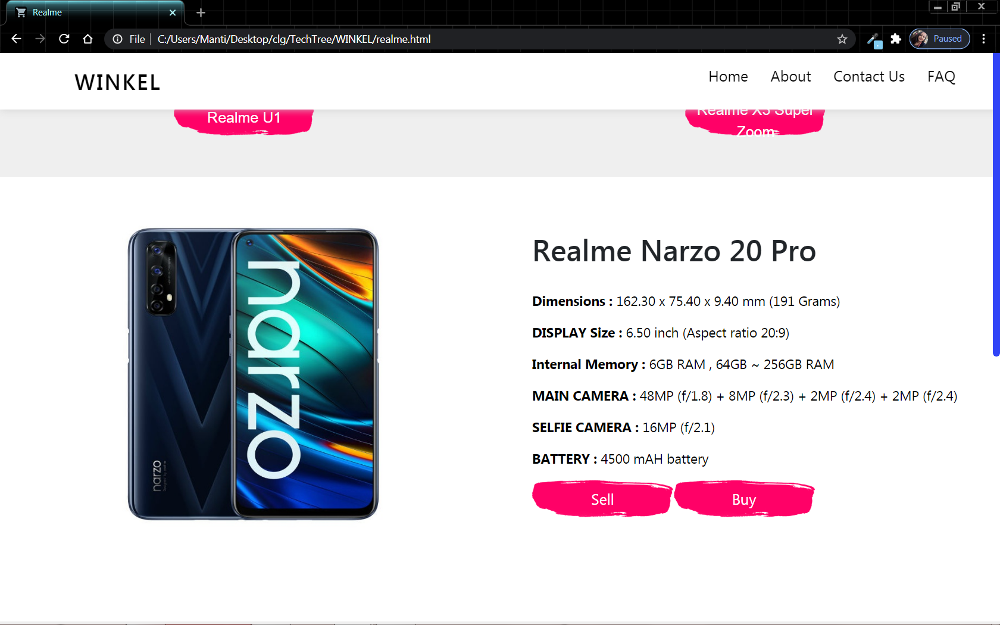 Realme
File
C:/Users/Manti/Desktop/clg/TechTree/WINKEL/realme.html
Paused
WINKEL
Home
About
Contact Us
FAQ
Realme U1
Realme X3 Super
Zoom
narzo
narzo
Realme Narzo 20 Pro
Dimensions : 162.30 x 75.40 x 9.40 mm (191 Grams)
DISPLAY Size : 6.50 inch (Aspect ratio 20:9)
Internal Memory : 6GB RAM , 64GB ~ 256GB RAM
MAIN CAMERA : 48MP (f/1.8) + 8MP (f/2.3) + 2MP (f/2.4) + 2MP (f/2.4)
SELFIE CAMERA : 16MP (f/2.1)
BATTERY : 4500 mAH battery
Sell
Buy